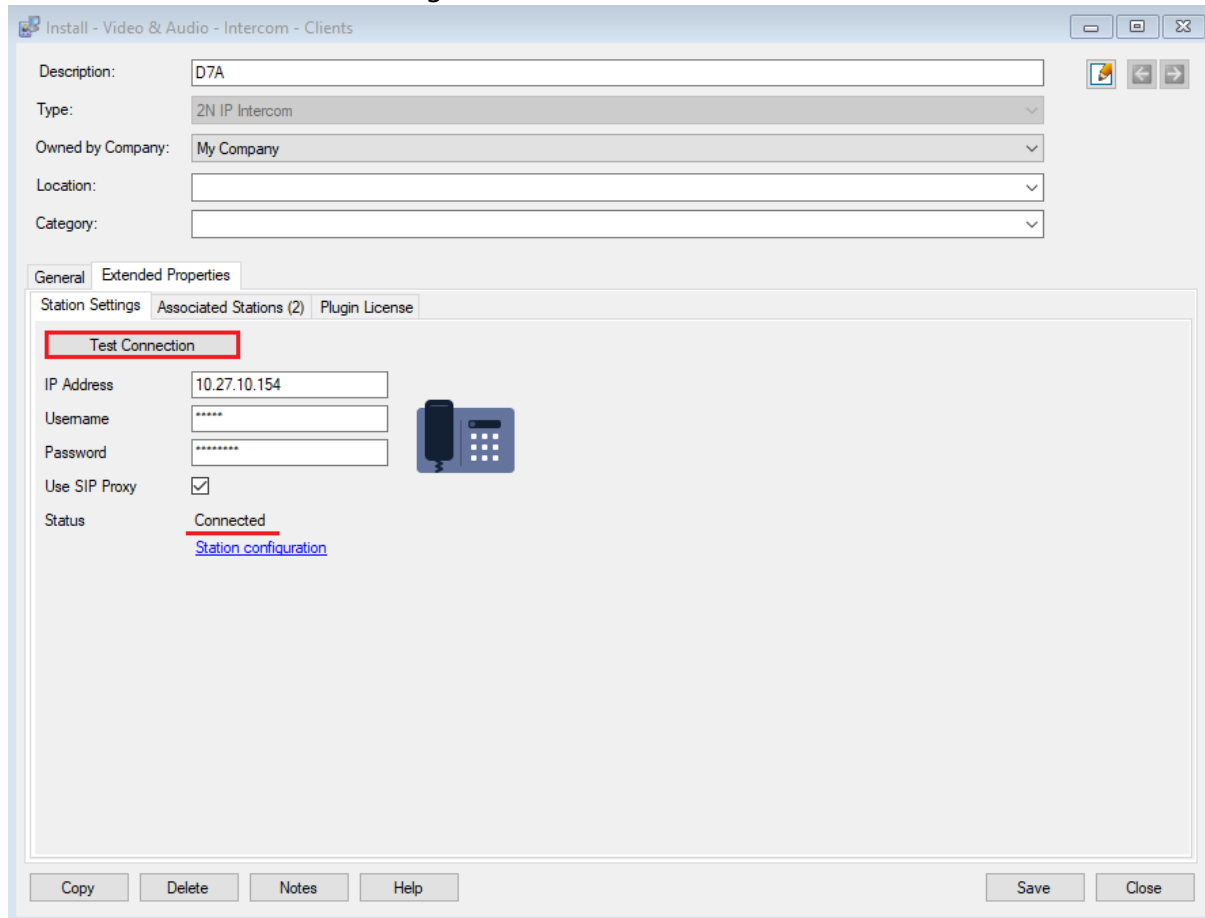 Install - Video & Audio - Intercom - Clients
Description: D7A
Type: 2N IP Intercom
Owned by Company: My Company
Location:
Category:
General Extended Properties
Station Settings Associated Stations (2) Plugin License
Test Connection
IP Address 10.27.10.154
Username *****
Password ********
Use SIP Proxy
Status Connected
Station configuration
Copy Delete Notes Help Save Close